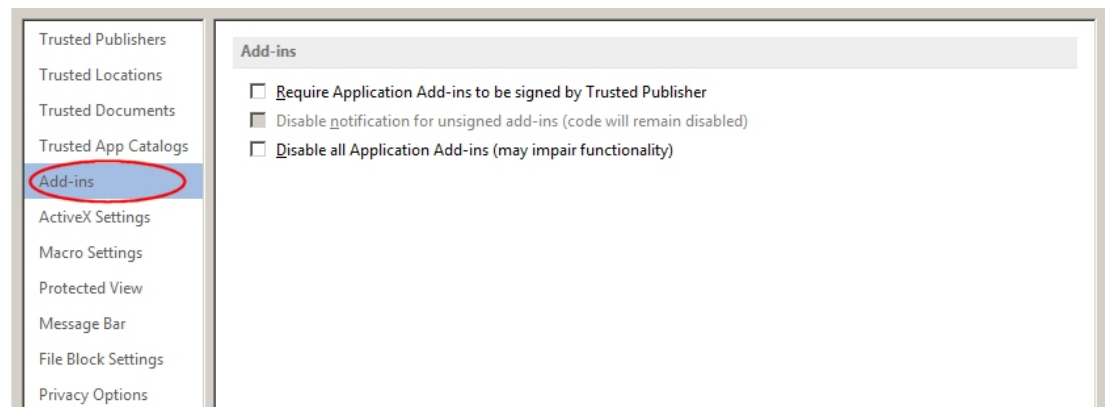 Trusted Publishers
Trusted Locations
Trusted Documents
Trusted App Catalogs
Add-ins
ActiveX Settings
Macro Settings
Protected View
Message Bar
File Block Settings
Privacy Options
Add-ins
Require Application Add-ins to be signed by Trusted Publisher
Disable notification for unsigned add-ins (code will remain disabled)
Disable all Application Add-ins (may impair functionality)